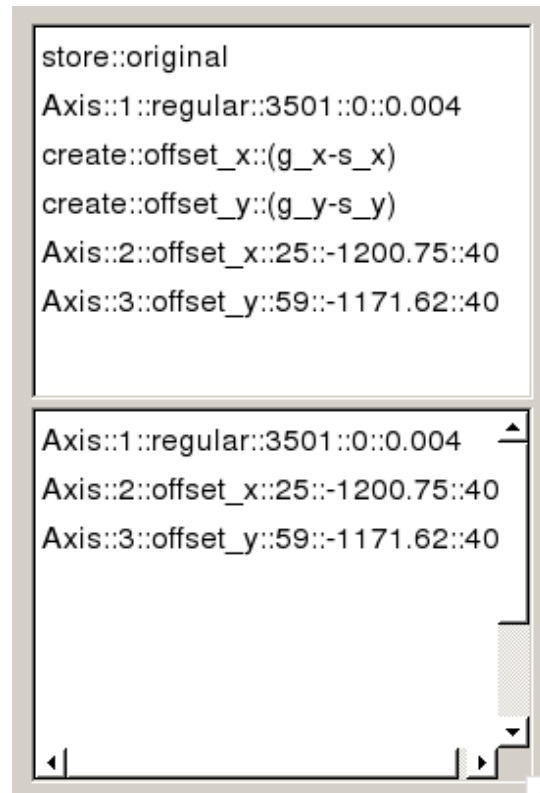 store::original
Axis::1::regular::3501::0::0.004
create::offset_x::(g_x-s_x)
create::offset_y::(g_y-s_y)
Axis::2::offset_x::25::-1200.75::40
Axis::3::offset_y::59::-1171.62::40
Axis::1::regular::3501::0::0.004
Axis::2::offset_x::25::-1200.75::40
Axis::3::offset_y::59::-1171.62::40